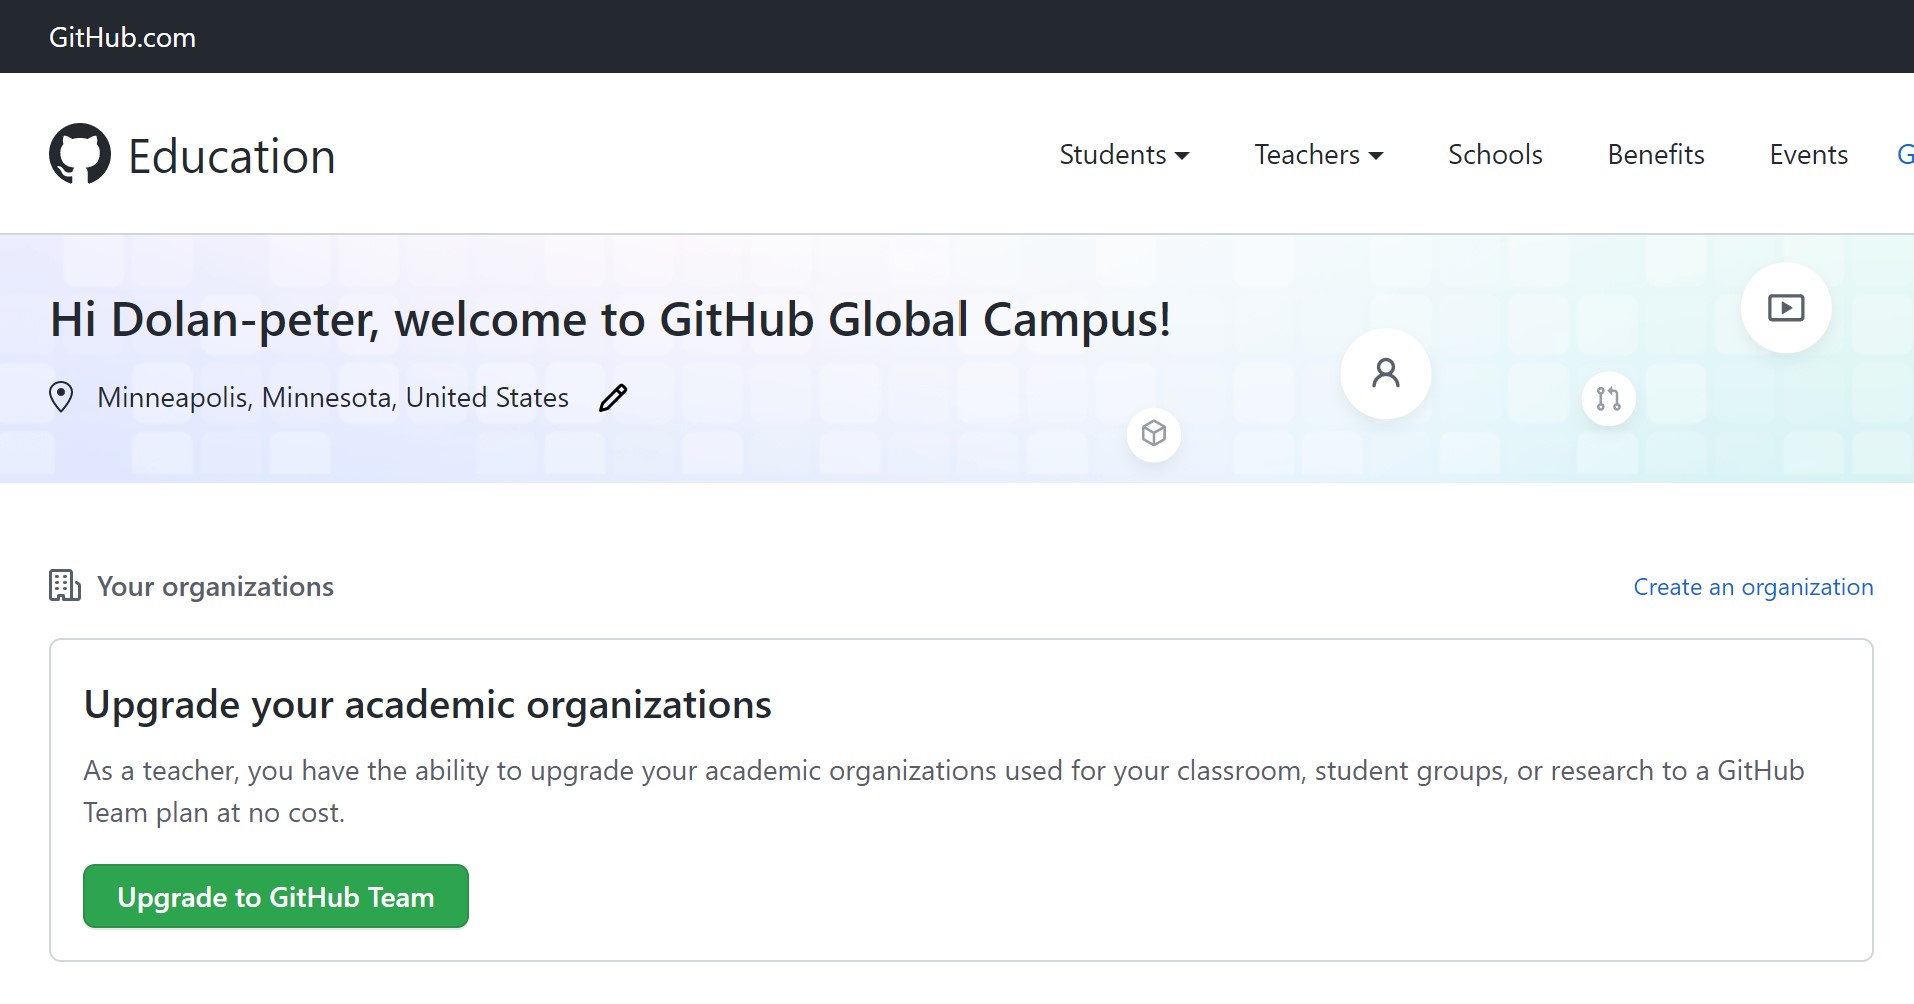 GitHub.com
Education
Students
Teachers
Schools
Benefits
Events
G
Hi Dolan-peter, welcome to GitHub Global Campus!
Minneapolis, Minnesota, United States
Your organizations
Create an organization
Upgrade your academic organizations
As a teacher, you have the ability to upgrade your academic organizations used for your classroom, student groups, or research to a GitHub
Team plan at no cost.
Upgrade to GitHub Team